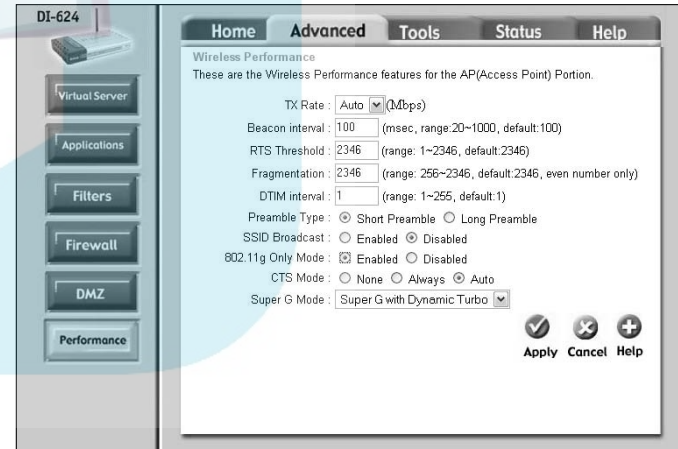 DI-624
Home Advanced Tools Status Help
Virtual Server
Applications
Filters
Firewall
DMZ
Performance
Wireless Performance
These are the Wireless Performance features for the AP(Access Point) Portion.
TX Rate : Auto (Mbps)
Beacon interval : 100 (msec, range:20~1000, default:100)
RTS Threshold : 2346 (range: 1~2346, default:2346)
Fragmentation : 2346 (range: 256~2346, default:2346, even number only)
DTIM interval : 1 (range: 1~255, default:1)
Preamble Type : Short Preamble Long Preamble
SSID Broadcast : Enabled Disabled
802.11g Only Mode : Enabled Disabled
CTS Mode : None Always Auto
Super G Mode : Super G with Dynamic Turbo
Apply Cancel Help